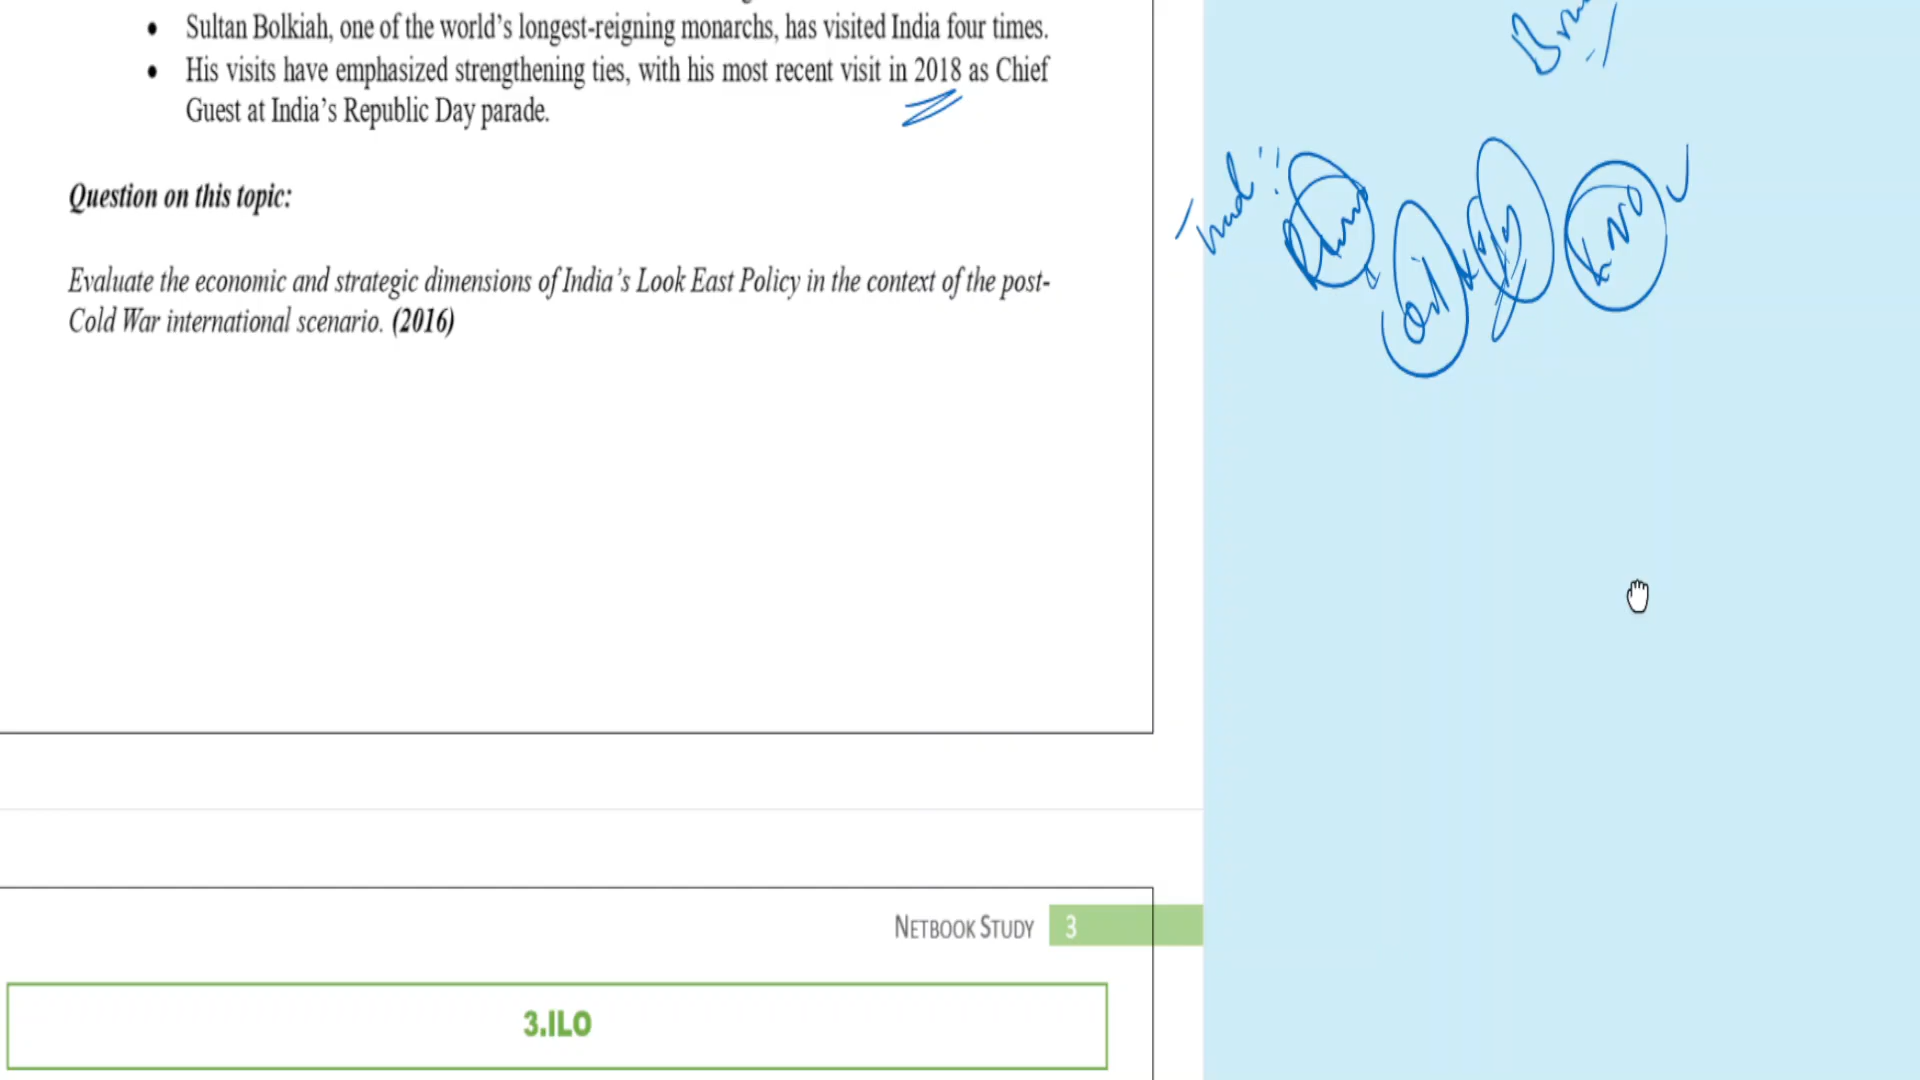 • Sultan Bolkiah, one of the world’s longest-reigning monarchs, has visited India four times.
• His visits have emphasized strengthening ties, with his most recent visit in 2018 as Chief
Guest at India’s Republic Day parade.
Question on this topic:
Evaluate the economic and strategic dimensions of India’s Look East Policy in the context of the post-
Cold War international scenario. (2016)
NETBOOK STUDY 3
3.ILO